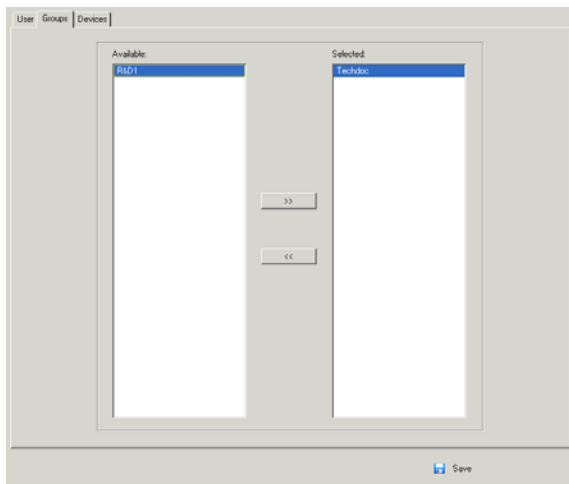 User Groups Devices
Available: Selected:
R&D1 Techdoc
>>
<<
Save